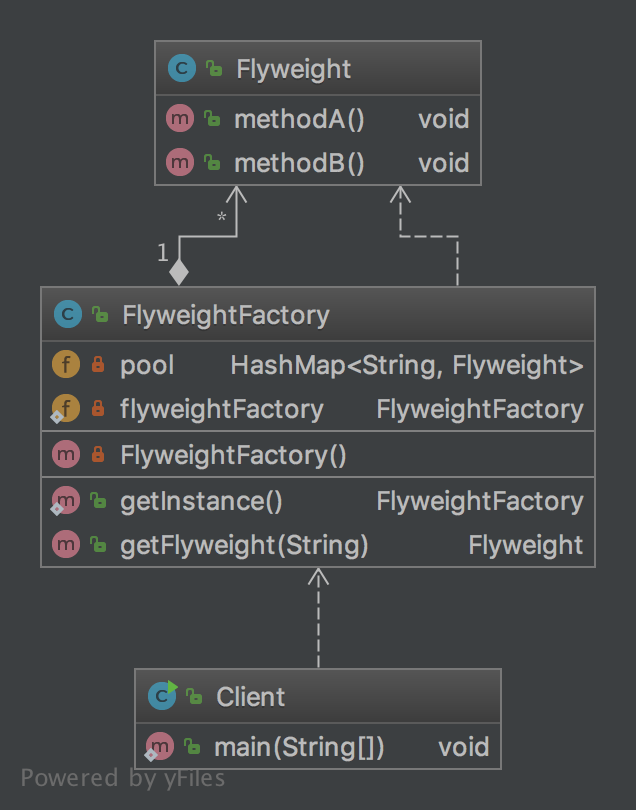 Flyweight
methodA() void
methodB() void
*
1
FlyweightFactory
pool HashMap<String, Flyweight>
flyweightFactory FlyweightFactory
FlyweightFactory()
getInstance() FlyweightFactory
getFlyweight(String) Flyweight
Client
main(String[]) void
Powered by yFiles